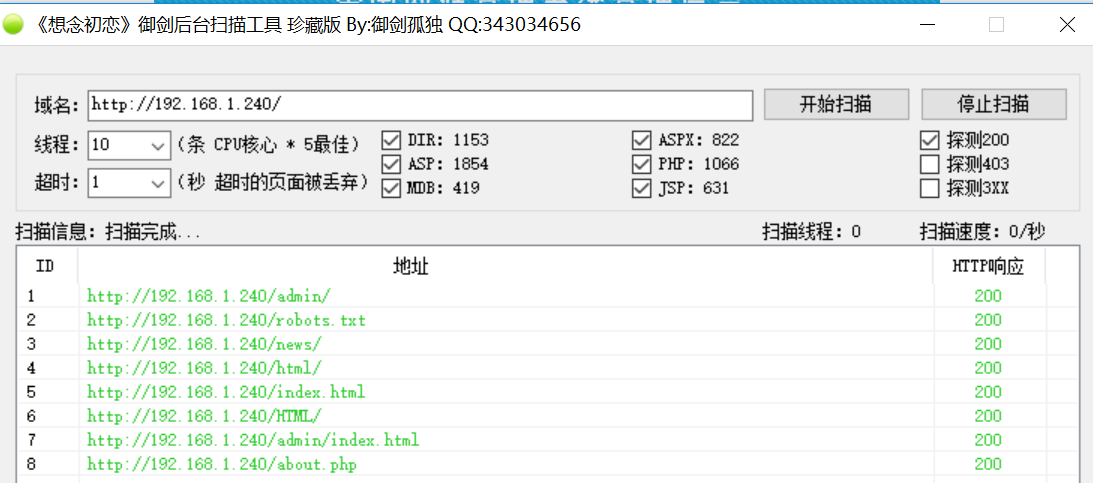 《想念初恋》御剑后台扫描工具 珍藏版 By:御剑孤独 QQ:343034656
域名: http://192.168.1.240/ 开始扫描 停止扫描
线程: 10 (条 CPU核心 * 5最佳) DIR: 1153 ASPX: 822 探测200
ASP: 1854 PHP: 1066 探测403
超时: 1 (秒 超时的页面被丢弃) MDB: 419 JSP: 631 探测3XX
扫描信息: 扫描完成... 扫描线程: 0 扫描速度: 0/秒
ID 地址 HTTP响应
1 http://192.168.1.240/admin/ 200
2 http://192.168.1.240/robots.txt 200
3 http://192.168.1.240/news/ 200
4 http://192.168.1.240/html/ 200
5 http://192.168.1.240/index.html 200
6 http://192.168.1.240/HTML/ 200
7 http://192.168.1.240/admin/index.html 200
8 http://192.168.1.240/about.php 200